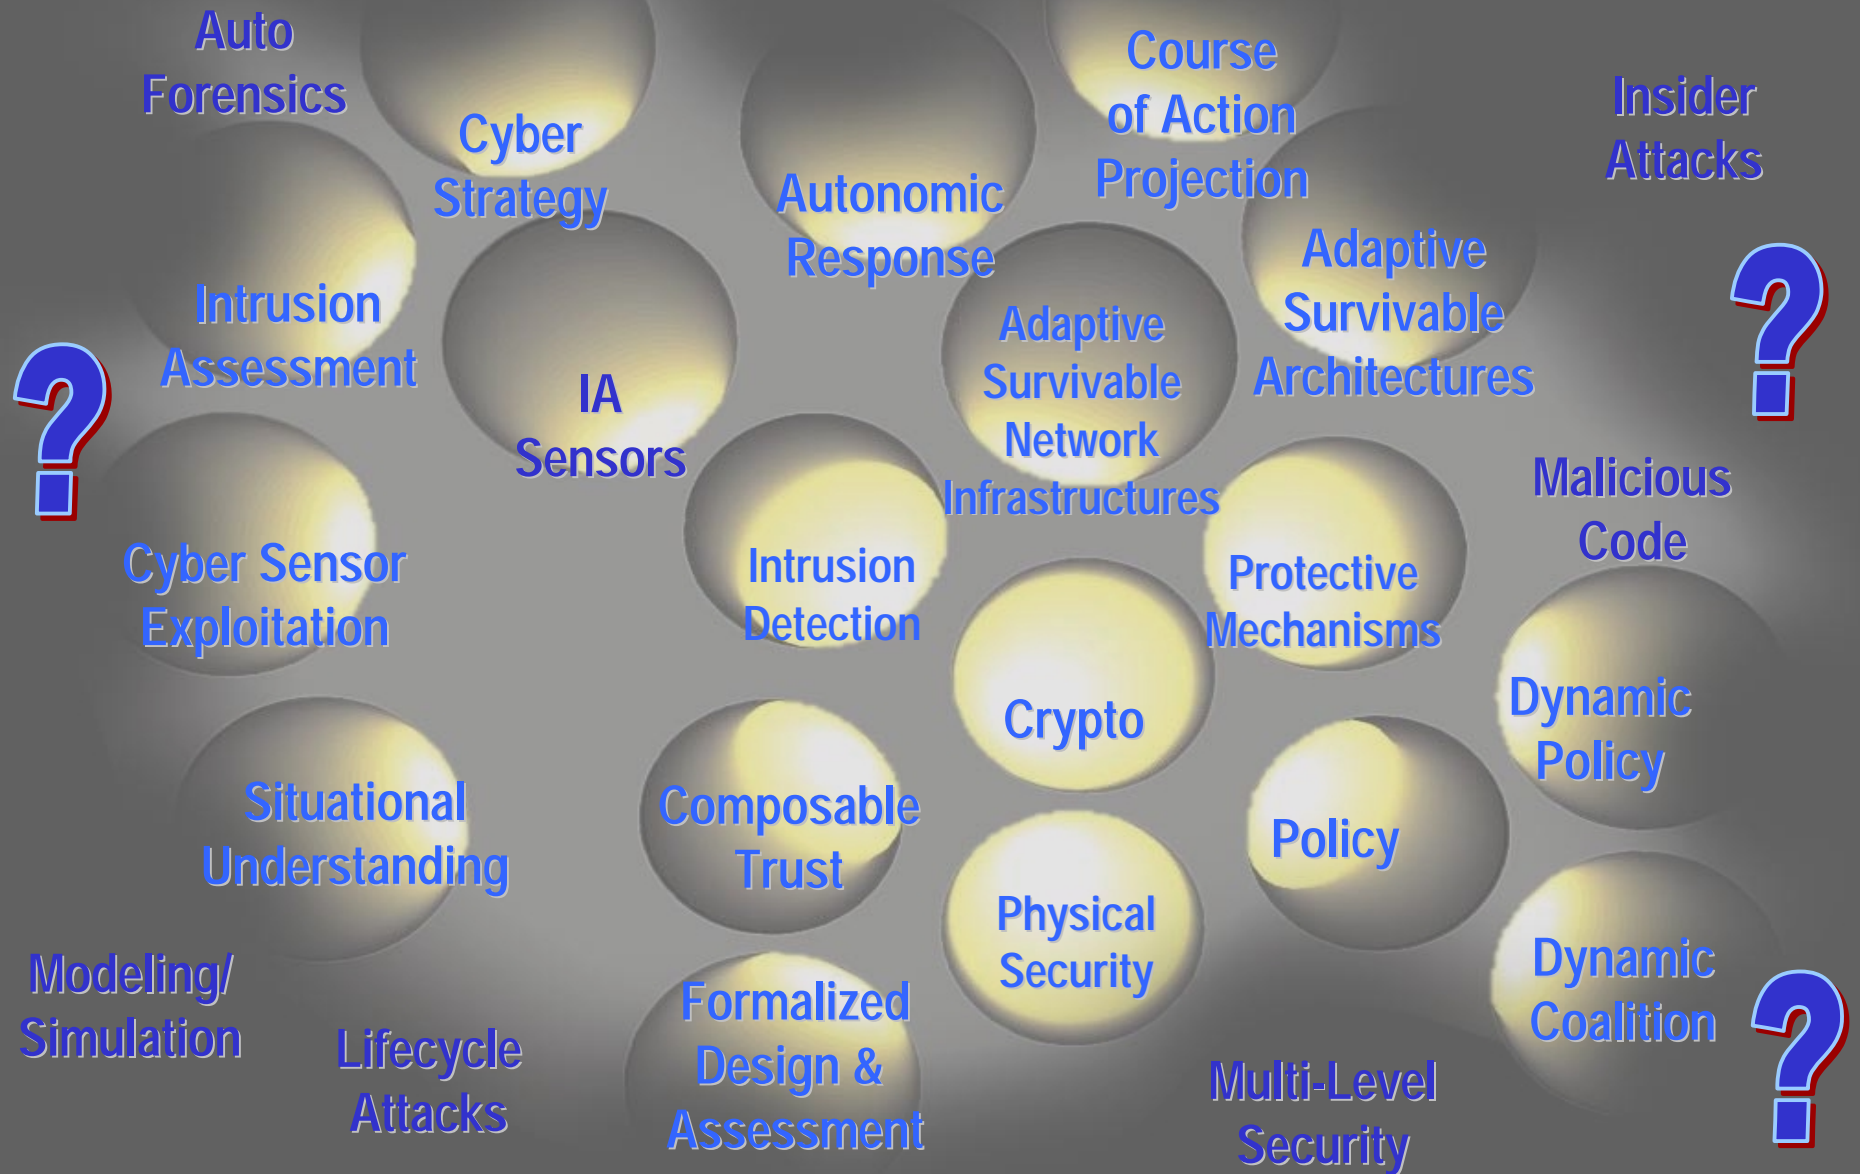 Auto
Forensics
Cyber
Strategy
Autonomic
Response
Course
of Action
Projection
Insider
Attacks
Intrusion
Assessment
IA
Sensors
Adaptive
Survivable
Network
Infrastructures
Adaptive
Survivable
Architectures
?
?
Malicious
Code
Cyber Sensor
Exploitation
Intrusion
Detection
Protective
Mechanisms
Crypto
Dynamic
Policy
Situational
Understanding
Composable
Trust
Policy
Physical
Security
Dynamic
Coalition
?
Modeling/
Simulation
Lifecycle
Attacks
Formalized
Design &
Assessment
Multi-Level
Security